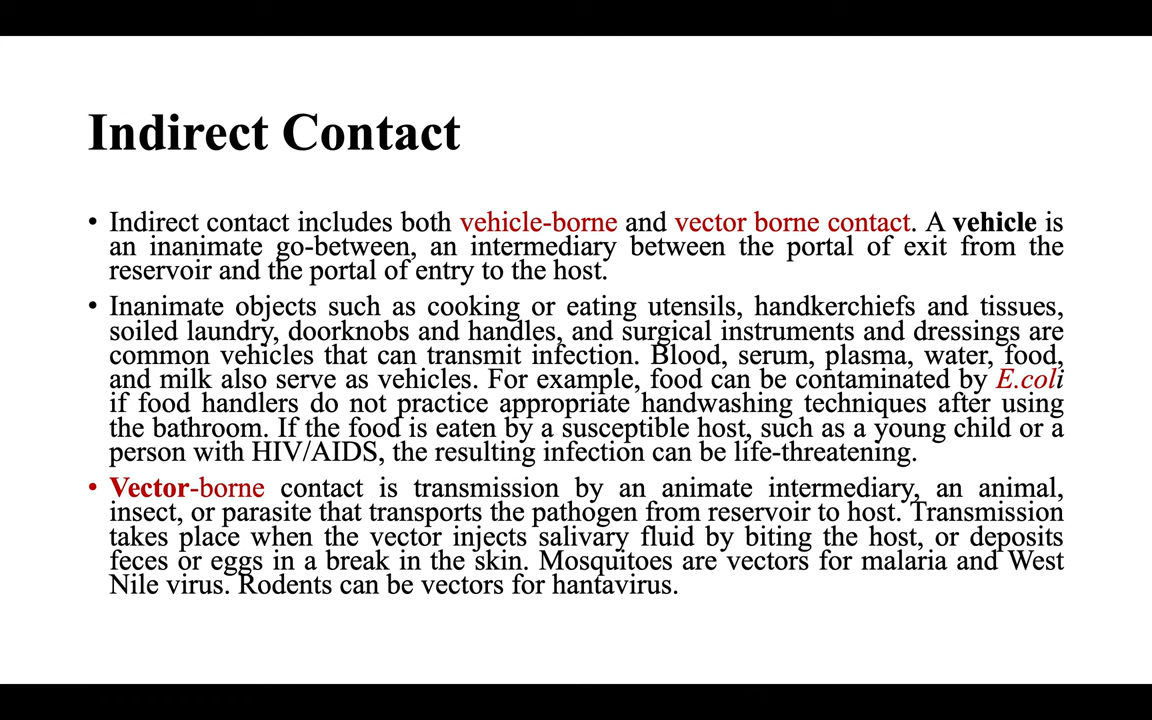 Indirect Contact
• Indirect contact includes both vehicle-borne and vector borne contact. A vehicle is
an inanimate go-between, an intermediary between the portal of exit from the
reservoir and the portal of entry to the host.
• Inanimate objects such as cooking or eating utensils, handkerchiefs and tissues,
soiled laundry, doorknobs and handles, and surgical instruments and dressings are
common vehicles that can transmit infection. Blood, serum, plasma, water, food,
and milk also serve as vehicles. For example, food can be contaminated by E.coli
if food handlers do not practice appropriate handwashing techniques after using
the bathroom. If the food is eaten by a susceptible host, such as a young child or a
person with HIV/AIDS, the resulting infection can be life-threatening.
• Vector-borne contact is transmission by an animate intermediary, an animal,
insect, or parasite that transports the pathogen from reservoir to host. Transmission
takes place when the vector injects salivary fluid by biting the host, or deposits
feces or eggs in a break in the skin. Mosquitoes are vectors for malaria and West
Nile virus. Rodents can be vectors for hantavirus.